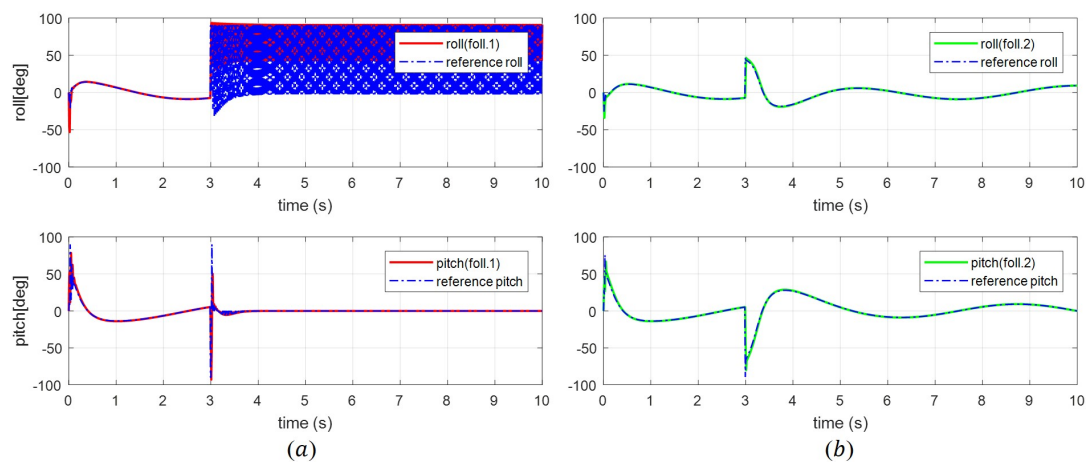 100
50
0
-50
-100
roll[deg]
roll(foll.1)
reference roll
0 1 2 3 4 5 6 7 8 9 10
time (s)
100
50
0
-50
-100
roll[deg]
roll(foll.2)
reference roll
0 1 2 3 4 5 6 7 8 9 10
time (s)
100
50
0
-50
-100
pitch[deg]
pitch(foll.1)
reference pitch
0 1 2 3 4 5 6 7 8 9 10
time (s)
100
50
0
-50
-100
pitch[deg]
pitch(foll.2)
reference pitch
0 1 2 3 4 5 6 7 8 9 10
time (s)
(a)
(b)